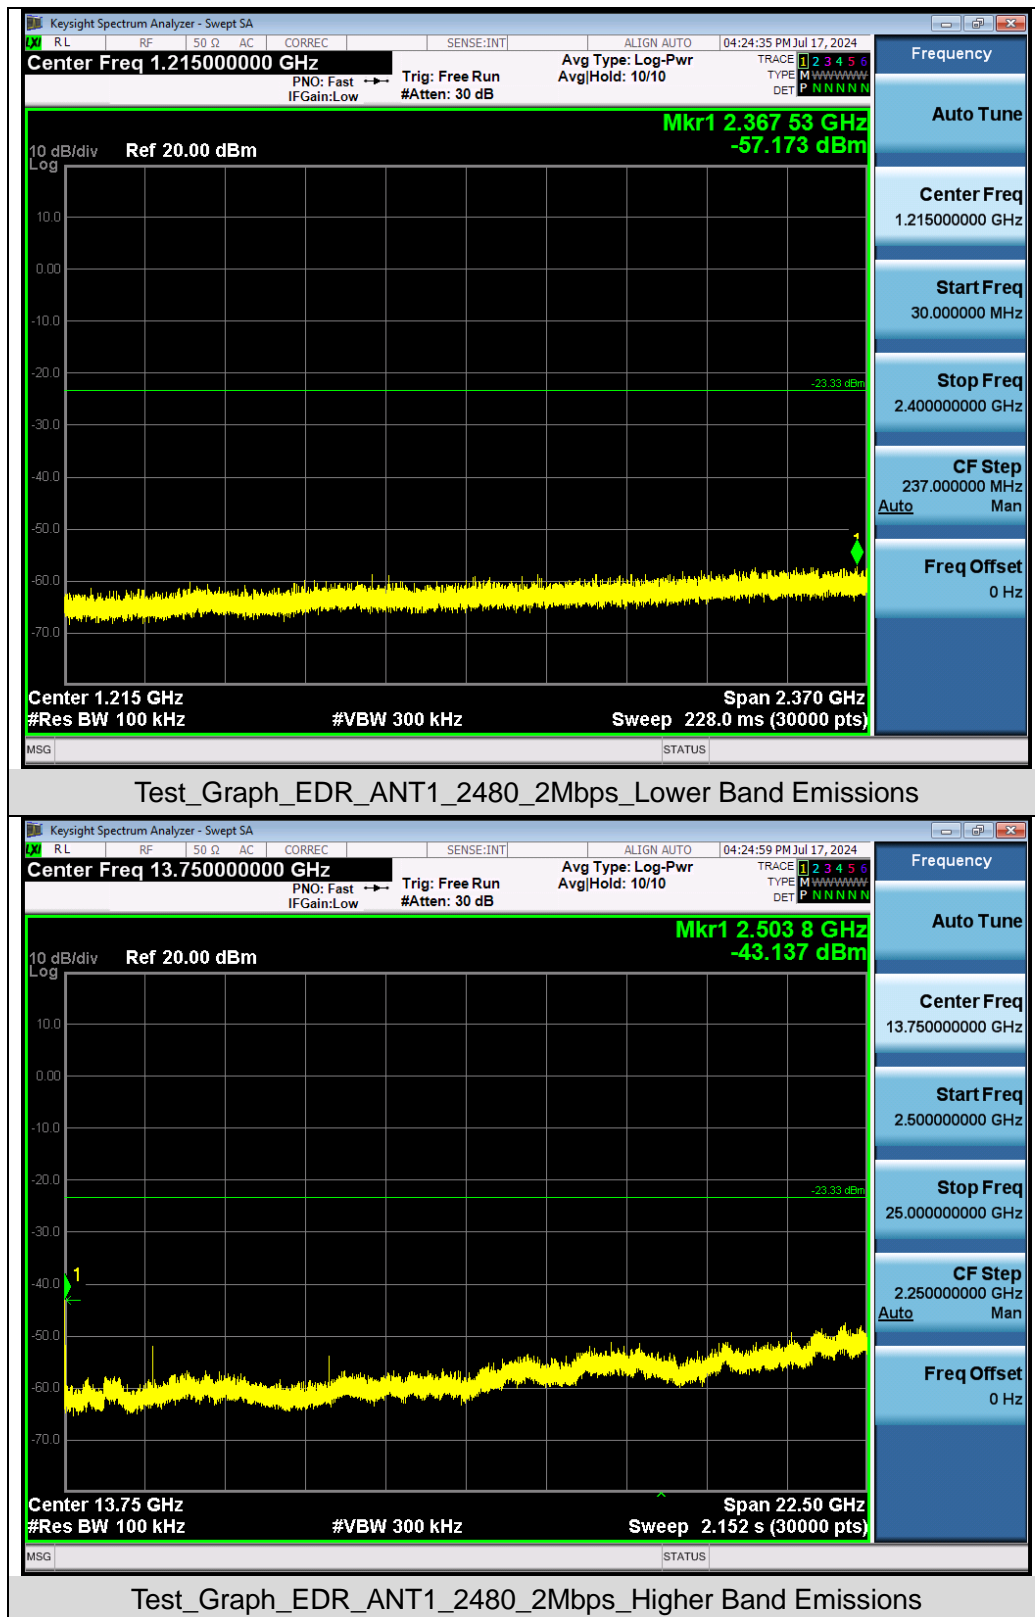 Keysight Spectrum Analyzer - Swept SA
LXI RL RF 50 Ω AC CORREC SENSE:INT ALIGN AUTO 04:24:35 PM Jul 17, 2024
Center Freq 1.215000000 GHz
PNO: Fast
IFGain:Low
Trig: Free Run
#Atten: 30 dB
Avg Type: Log-Pwr
Avg|Hold: 10/10
TRACE 1 2 3 4 5 6
TYPE M WWWWW
DET P N N N N N
Mkr1 2.367 53 GHz
-57.173 dBm
10 dB/div Ref 20.00 dBm
Log
10.0
0.00
-10.0
-20.0
-23.33 dBm
-30.0
-40.0
-50.0
1
-60.0
-70.0
Center 1.215 GHz Span 2.370 GHz
#Res BW 100 kHz #VBW 300 kHz Sweep 228.0 ms (30000 pts)
MSG STATUS
Frequency
Auto Tune
Center Freq
1.215000000 GHz
Start Freq
30.000000 MHz
Stop Freq
2.400000000 GHz
CF Step
237.000000 MHz
Auto Man
Freq Offset
0 Hz
Test_Graph_EDR_ANT1_2480_2Mbps_Lower Band Emissions
Keysight Spectrum Analyzer - Swept SA
LXI RL RF 50 Ω AC CORREC SENSE:INT ALIGN AUTO 04:24:59 PM Jul 17, 2024
Center Freq 13.750000000 GHz
PNO: Fast
IFGain:Low
Trig: Free Run
#Atten: 30 dB
Avg Type: Log-Pwr
Avg|Hold: 10/10
TRACE 1 2 3 4 5 6
TYPE M WWWWW
DET P N N N N N
Mkr1 2.503 8 GHz
-43.137 dBm
10 dB/div Ref 20.00 dBm
Log
10.0
0.00
-10.0
-20.0
-23.33 dBm
-30.0
1
-40.0
-50.0
-60.0
-70.0
Center 13.75 GHz Span 22.50 GHz
#Res BW 100 kHz #VBW 300 kHz Sweep 2.152 s (30000 pts)
MSG STATUS
Frequency
Auto Tune
Center Freq
13.750000000 GHz
Start Freq
2.500000000 GHz
Stop Freq
25.000000000 GHz
CF Step
2.250000000 GHz
Auto Man
Freq Offset
0 Hz
Test_Graph_EDR_ANT1_2480_2Mbps_Higher Band Emissions